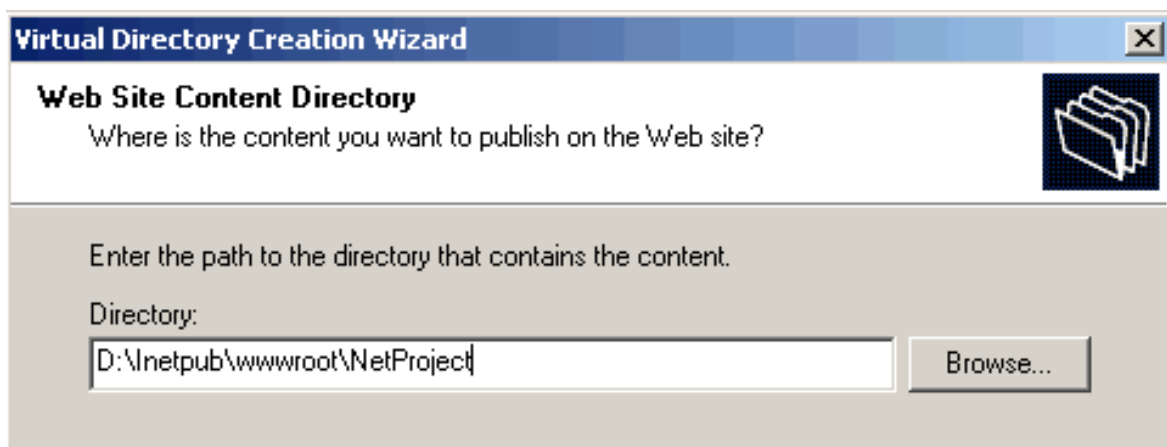 Virtual Directory Creation Wizard
Web Site Content Directory
Where is the content you want to publish on the Web site?
Enter the path to the directory that contains the content.
Directory:
D:\Inetpub\wwwroot\NetProject
Browse...